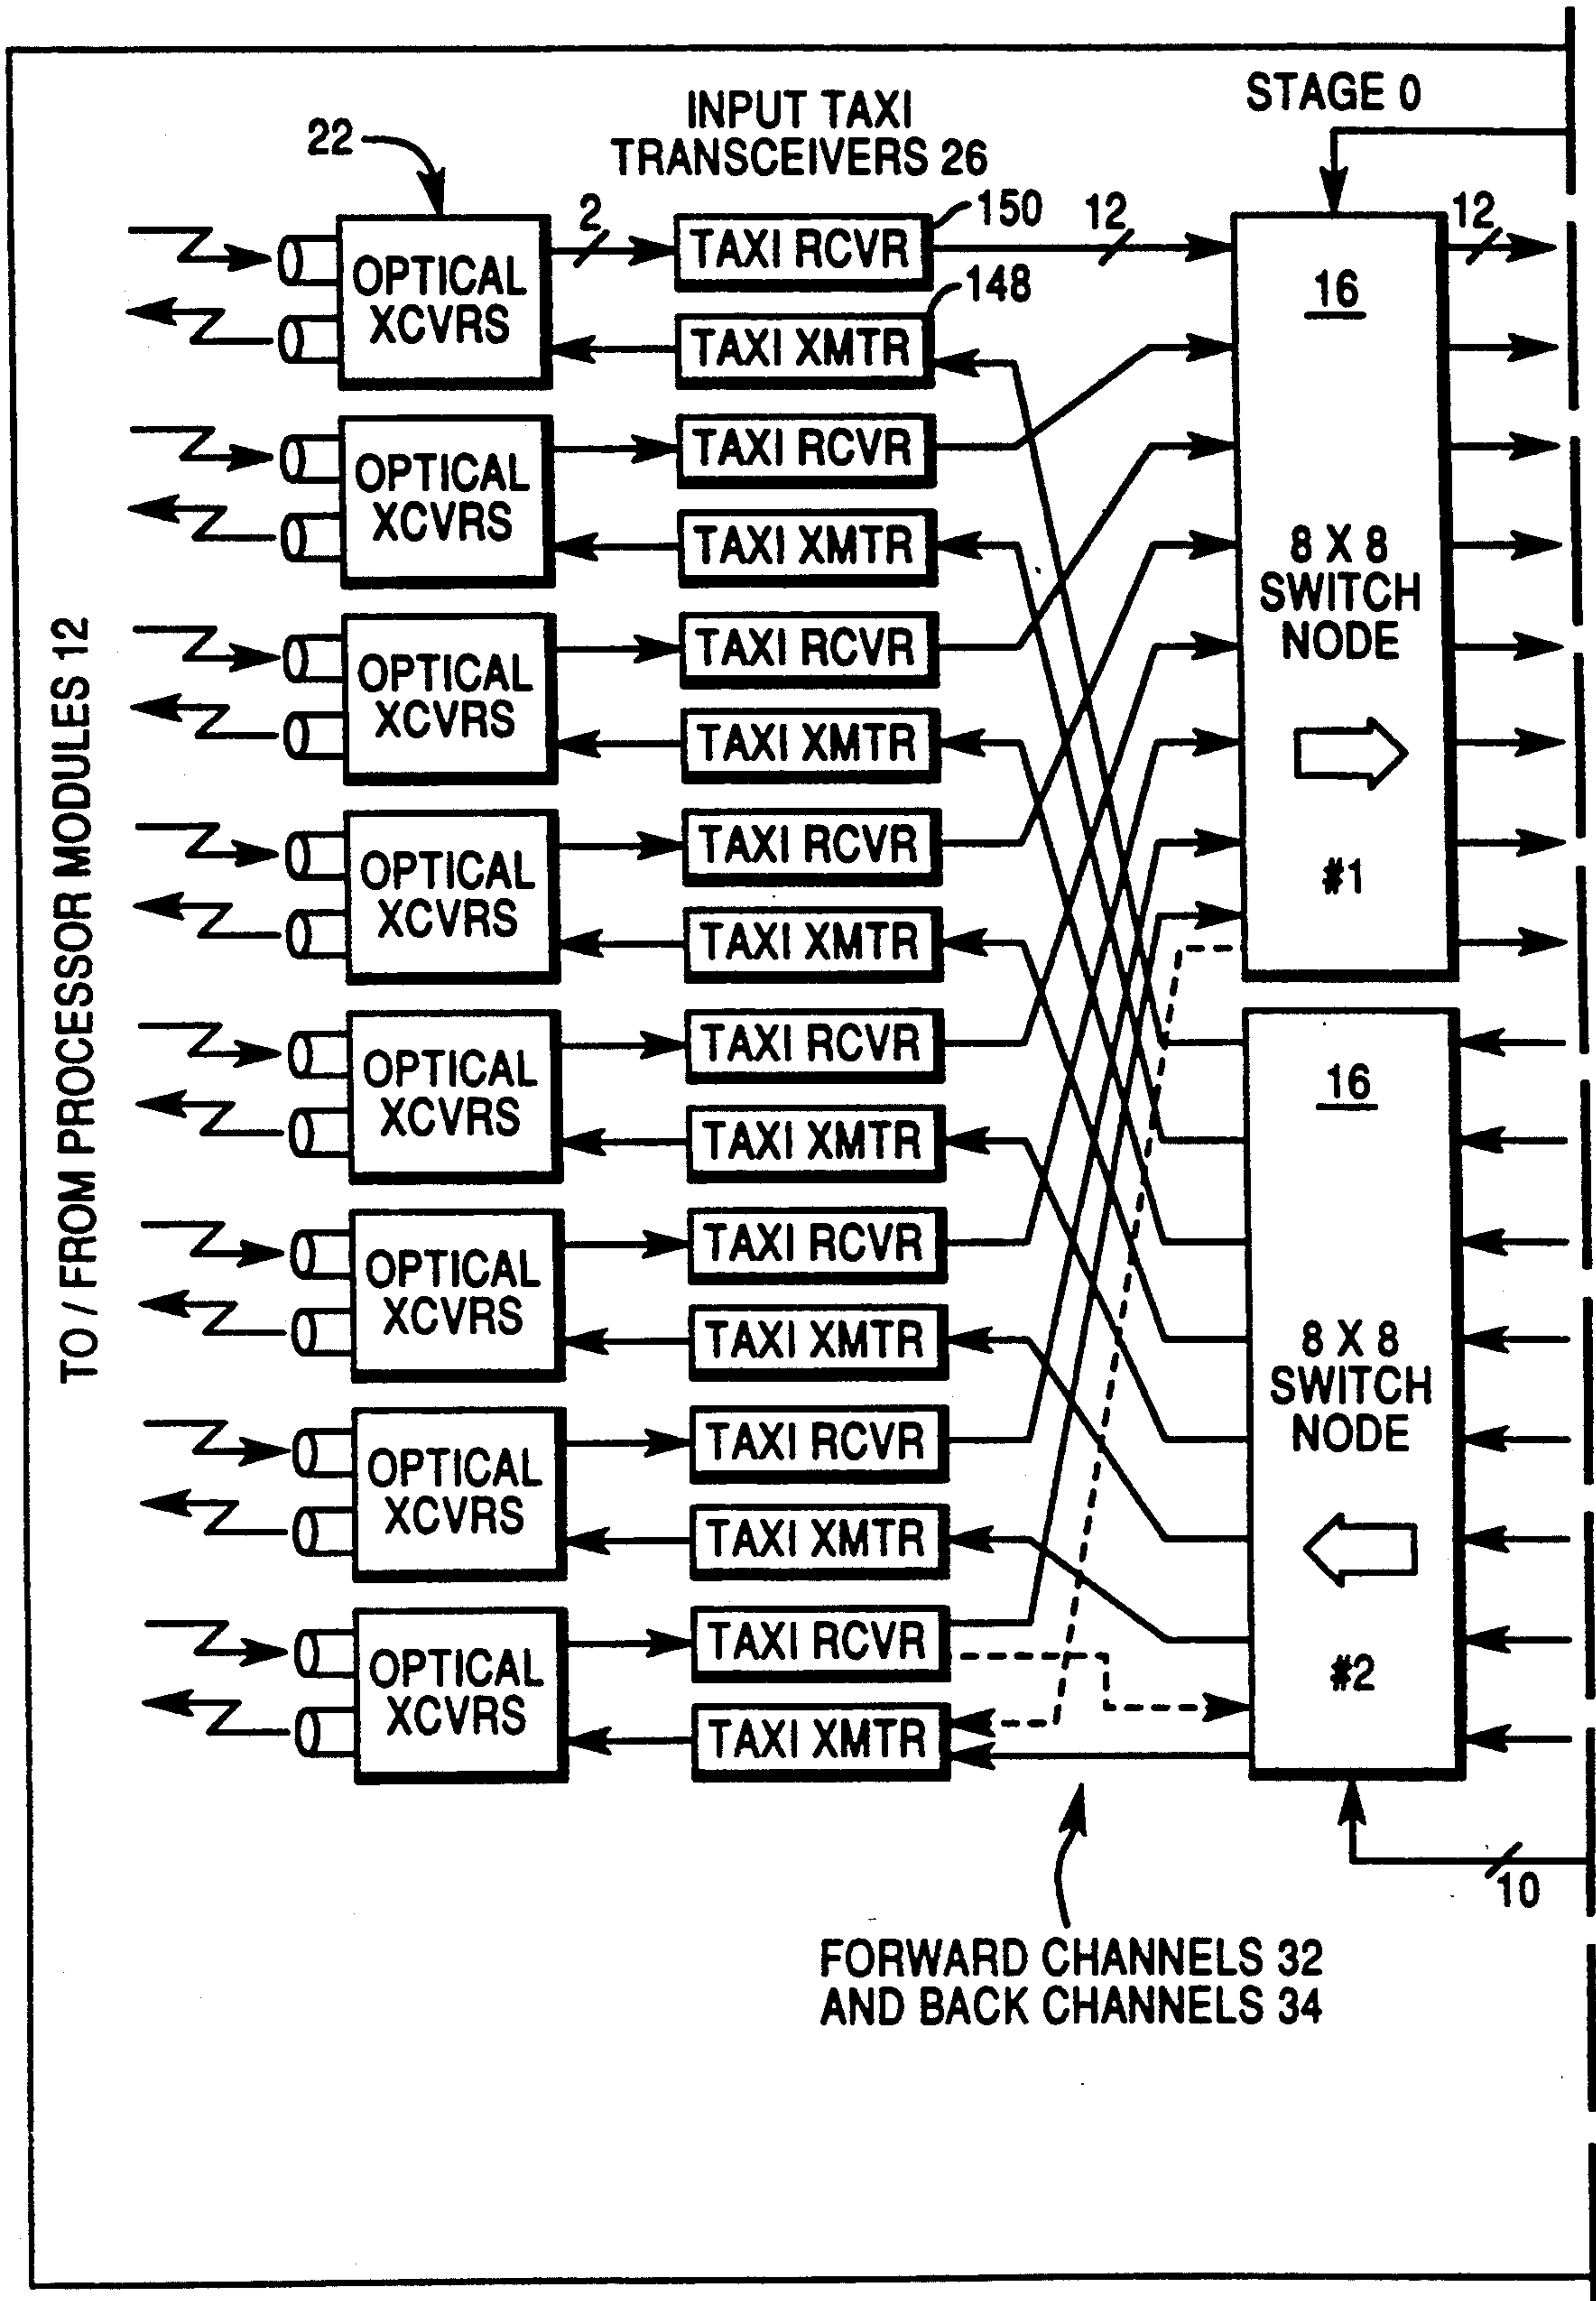 STAGE 0
INPUT TAXI
TRANSCEIVERS 26
22
2
150
12
12
TAXI RCVR
OPTICAL
XCVRS
148
TAXI XMTR
16
TAXI RCVR
OPTICAL
XCVRS
TAXI XMTR
8 X 8
SWITCH
NODE
TAXI RCVR
OPTICAL
XCVRS
TAXI XMTR
TO / FROM PROCESSOR MODULES 12
TAXI RCVR
OPTICAL
XCVRS
#1
TAXI XMTR
TAXI RCVR
OPTICAL
XCVRS
16
TAXI XMTR
TAXI RCVR
OPTICAL
XCVRS
TAXI XMTR
8 X 8
SWITCH
NODE
TAXI RCVR
OPTICAL
XCVRS
TAXI XMTR
TAXI RCVR
OPTICAL
XCVRS
#2
TAXI XMTR
10
FORWARD CHANNELS 32
AND BACK CHANNELS 34